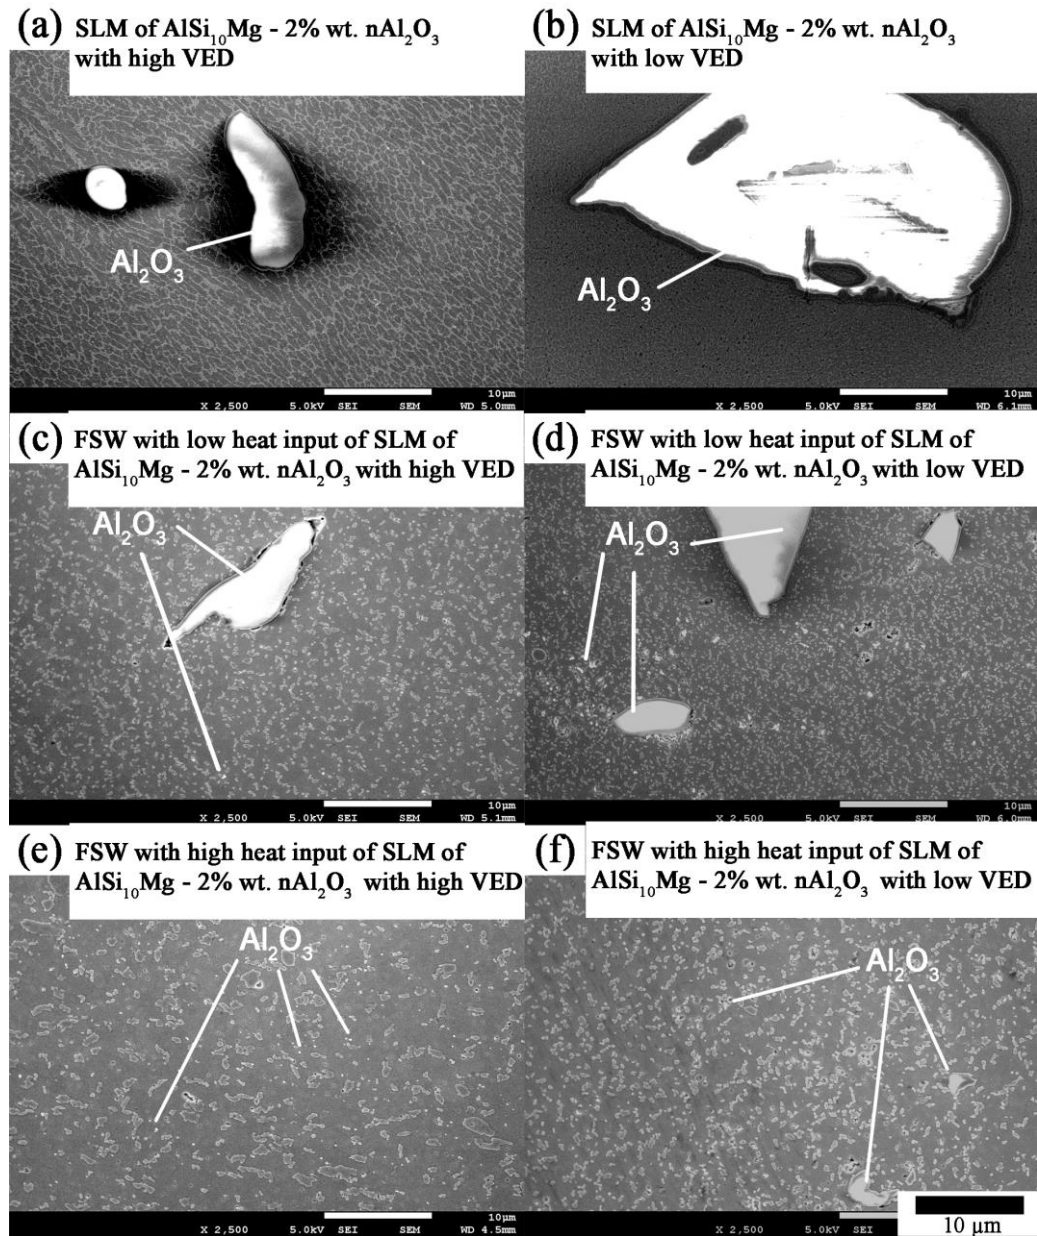 (a) SLM of AlSi₁₀Mg - 2% wt. nAl₂O₃
with high VED
Al₂O₃
10µm
X 2,500 5.0kV SEI SEM WD 5.0mm
(b) SLM of AlSi₁₀Mg - 2% wt. nAl₂O₃
with low VED
Al₂O₃
10µm
X 2,500 5.0kV SEI SEM WD 6.1mm
(c) FSW with low heat input of SLM of
AlSi₁₀Mg - 2% wt. nAl₂O₃ with high VED
Al₂O₃
10µm
X 2,500 5.0kV SEI SEM WD 5.1mm
(d) FSW with low heat input of SLM of
AlSi₁₀Mg - 2% wt. nAl₂O₃ with low VED
Al₂O₃
10µm
X 2,500 5.0kV SEI SEM WD 6.0mm
(e) FSW with high heat input of SLM of
AlSi₁₀Mg - 2% wt. nAl₂O₃ with high VED
Al₂O₃
10µm
X 2,500 5.0kV SEI SEM WD 4.5mm
(f) FSW with high heat input of SLM of
AlSi₁₀Mg - 2% wt. nAl₂O₃ with low VED
Al₂O₃
X 2,500 5.0kV SEI
10 µm